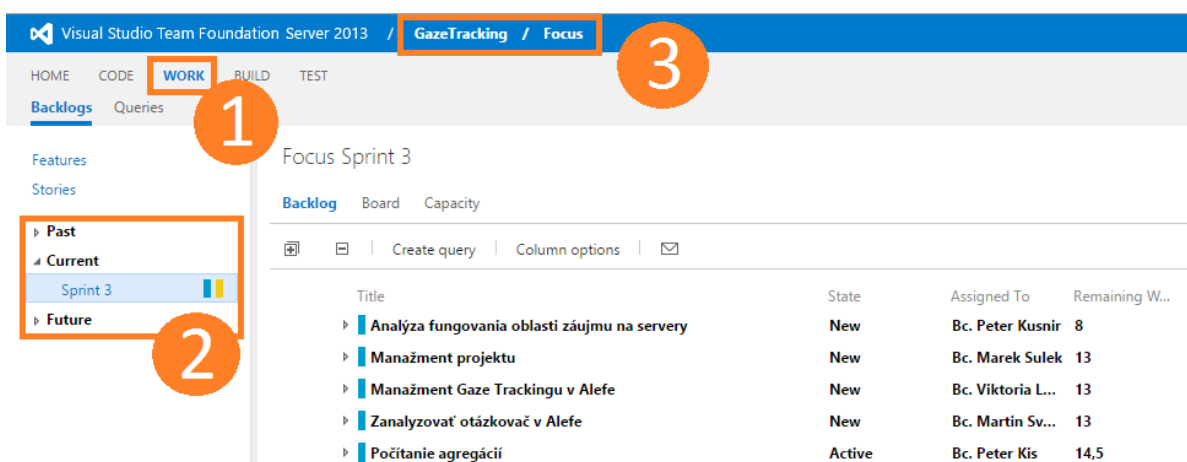 Visual Studio Team Foundation Server 2013 / GazeTracking / Focus
3
HOME CODE WORK BUILD TEST
1
Backlogs Queries
Features
Stories
Past
Current
Sprint 3
Future
2
Focus Sprint 3
Backlog Board Capacity
Create query Column options
Title State Assigned To Remaining W...
Analýza fungovania oblasti záujmu na servery New Bc. Peter Kusnir 8
Manažment projektu New Bc. Marek Sulek 13
Manažment Gaze Trackingu v Alefe New Bc. Viktoria L... 13
Zanalyzovať otázkovač v Alefe New Bc. Martin Sv... 13
Počítanie agregácií Active Bc. Peter Kis 14,5